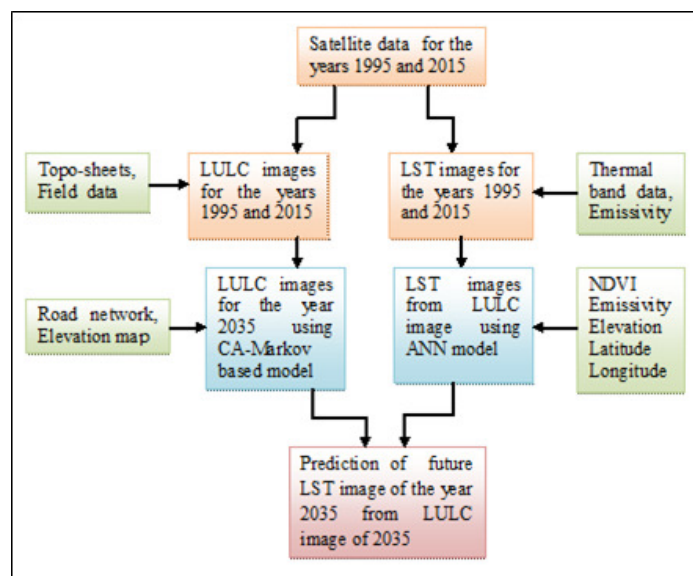 Satellite data for the
years 1995 and 2015
Topo-sheets,
Field data
LULC images
for the years
1995 and 2015
LST images for
the years 1995
and 2015
Thermal
band data,
Emissivity
Road network,
Elevation map
LULC images
for the year
2035 using
CA-Markov
based model
LST images
from LULC
image using
ANN model
NDVI
Emissivity
Elevation
Latitude
Longitude
Prediction of future
LST image of the year
2035 from LULC
image of 2035